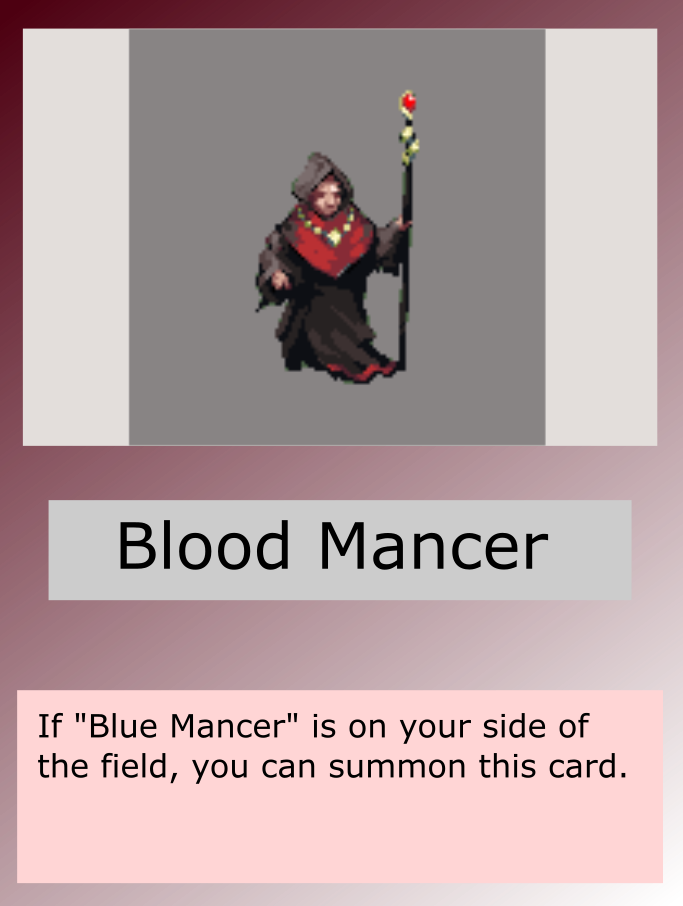 Blood Mancer
If "Blue Mancer" is on your side of
the field, you can summon this card.